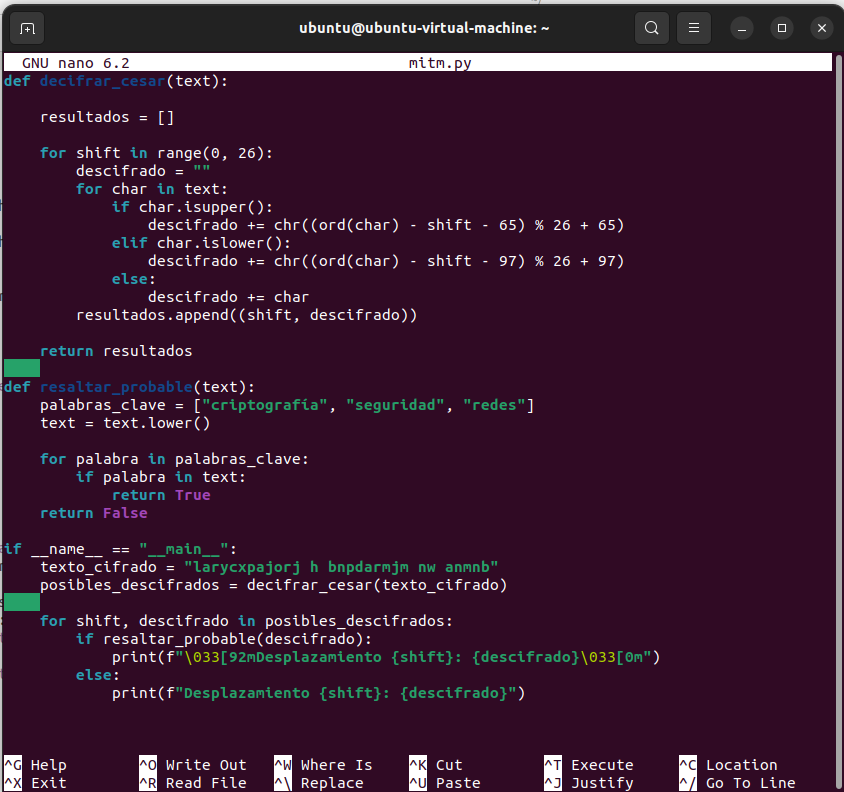 ubuntu@ubuntu-virtual-machine: ~
GNU nano 6.2 mitm.py
def decifrar_cesar(text):
    resultados = []
    for shift in range(0, 26):
        descifrado = ""
        for char in text:
            if char.isupper():
                descifrado += chr((ord(char) - shift - 65) % 26 + 65)
            elif char.islower():
                descifrado += chr((ord(char) - shift - 97) % 26 + 97)
            else:
                descifrado += char
        resultados.append((shift, descifrado))
    return resultados
def resaltar_probable(text):
    palabras_clave = ["criptografia", "seguridad", "redes"]
    text = text.lower()
    for palabra in palabras_clave:
        if palabra in text:
            return True
    return False
if __name__ == "__main__":
    texto_cifrado = "larycxpajorj h bnpdarmjm nw anmnb"
    posibles_descifrados = decifrar_cesar(texto_cifrado)
    for shift, descifrado in posibles_descifrados:
        if resaltar_probable(descifrado):
            print(f"\033[92mDesplazamiento {shift}: {descifrado}\033[0m")
        else:
            print(f"Desplazamiento {shift}: {descifrado}")
^G Help ^O Write Out ^W Where Is ^K Cut ^T Execute ^C Location
^X Exit ^R Read File ^\ Replace ^U Paste ^J Justify ^/ Go To Line